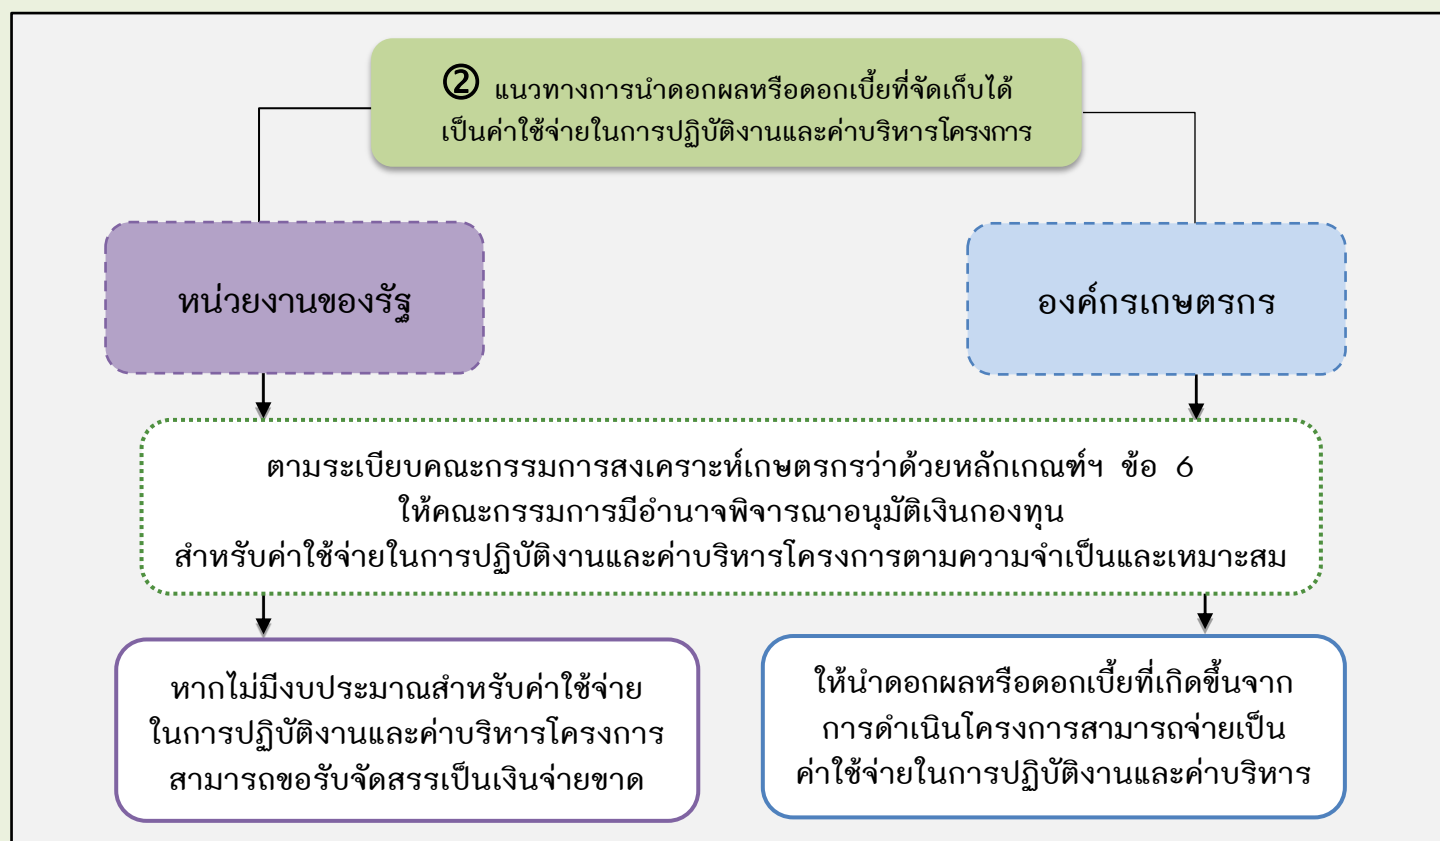 ② แนวทางการนำดอกผลหรือดอกเบี้ยที่จัดเก็บได้
เป็นค่าใช้จ่ายในการปฏิบัติงานและค่าบริหารโครงการ
หน่วยงานของรัฐ
องค์กรเกษตรกร
ตามระเบียบคณะกรรมการสงเคราะห์เกษตรกรว่าด้วยหลักเกณฑ์ฯ ข้อ 6
ให้คณะกรรมการมีอำนาจพิจารณาอนุมัติเงินกองทุน
สำหรับค่าใช้จ่ายในการปฏิบัติงานและค่าบริหารโครงการตามความจำเป็นและเหมาะสม
หากไม่มีงบประมาณสำหรับค่าใช้จ่าย
ในการปฏิบัติงานและค่าบริหารโครงการ
สามารถขอรับจัดสรรเป็นเงินจ่ายขาด
ให้นำดอกผลหรือดอกเบี้ยที่เกิดขึ้นจาก
การดำเนินโครงการสามารถจ่ายเป็น
ค่าใช้จ่ายในการปฏิบัติงานและค่าบริหาร